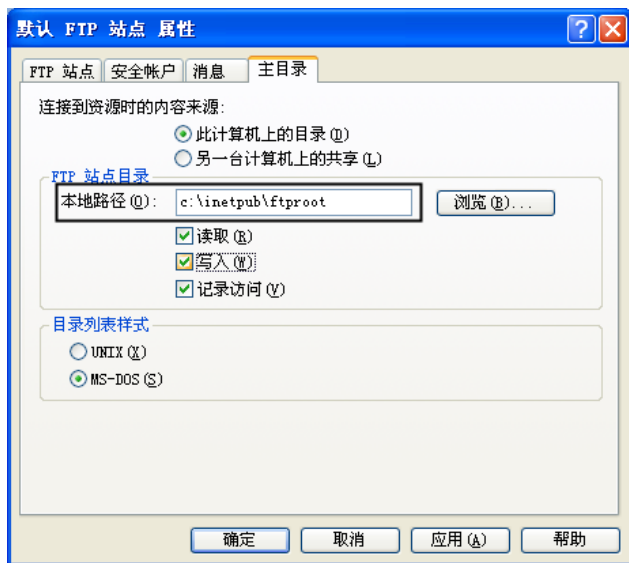 默认 FTP 站点 属性
FTP 站点 安全帐户 消息 主目录
连接到资源时的内容来源:
此计算机上的目录(D)
另一台计算机上的共享(L)
FTP 站点目录
本地路径(O): c:\inetpub\ftproot 浏览(B)...
读取(R)
写入(W)
记录访问(V)
目录列表样式
UNIX(X)
MS-DOS(S)
确定 取消 应用(A) 帮助